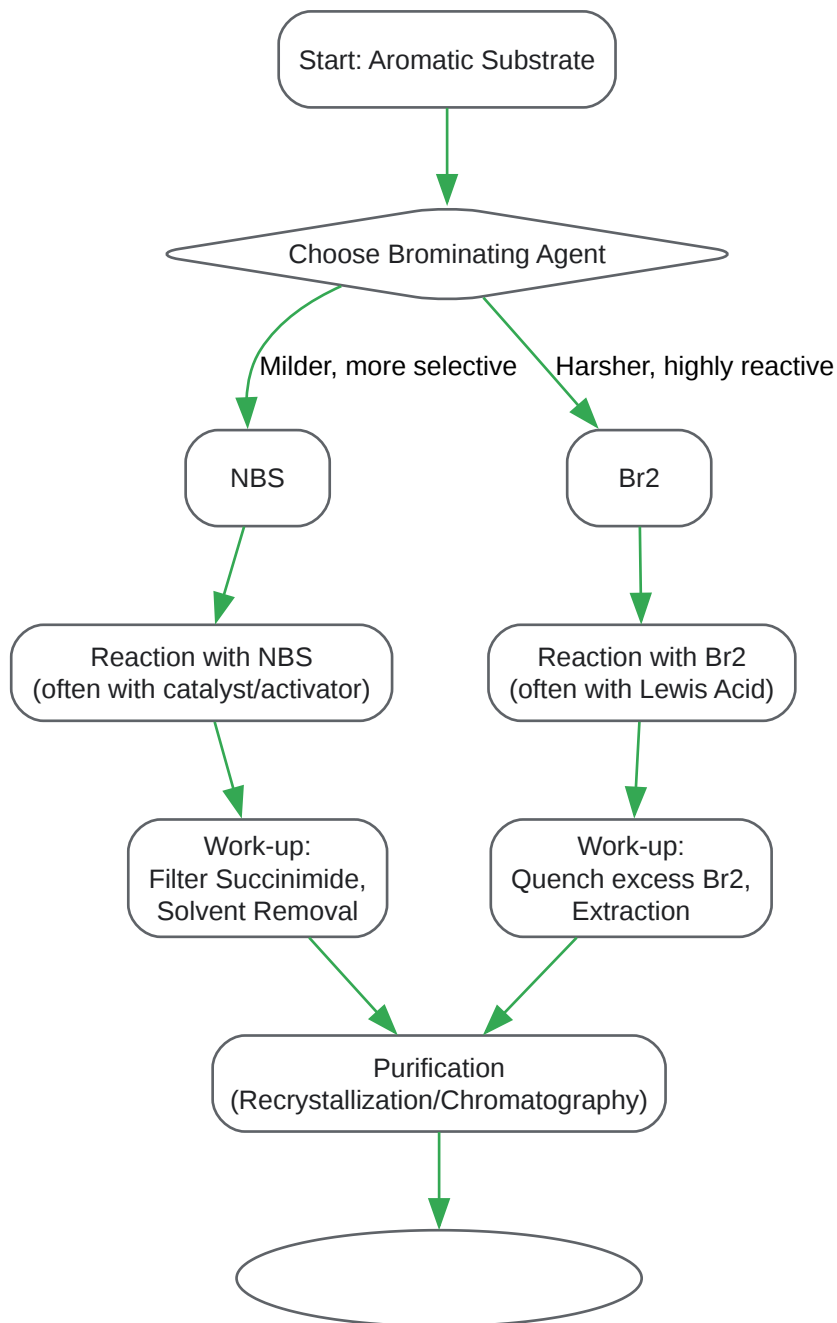 Start: Aromatic Substrate
Choose Brominating Agent
Milder, more selective
Harsher, highly reactive
NBS
Br2
Reaction with NBS
(often with catalyst/activator)
Reaction with Br2
(often with Lewis Acid)
Work-up:
Filter Succinimide,
Solvent Removal
Work-up:
Quench excess Br2,
Extraction
Purification
(Recrystallization/Chromatography)